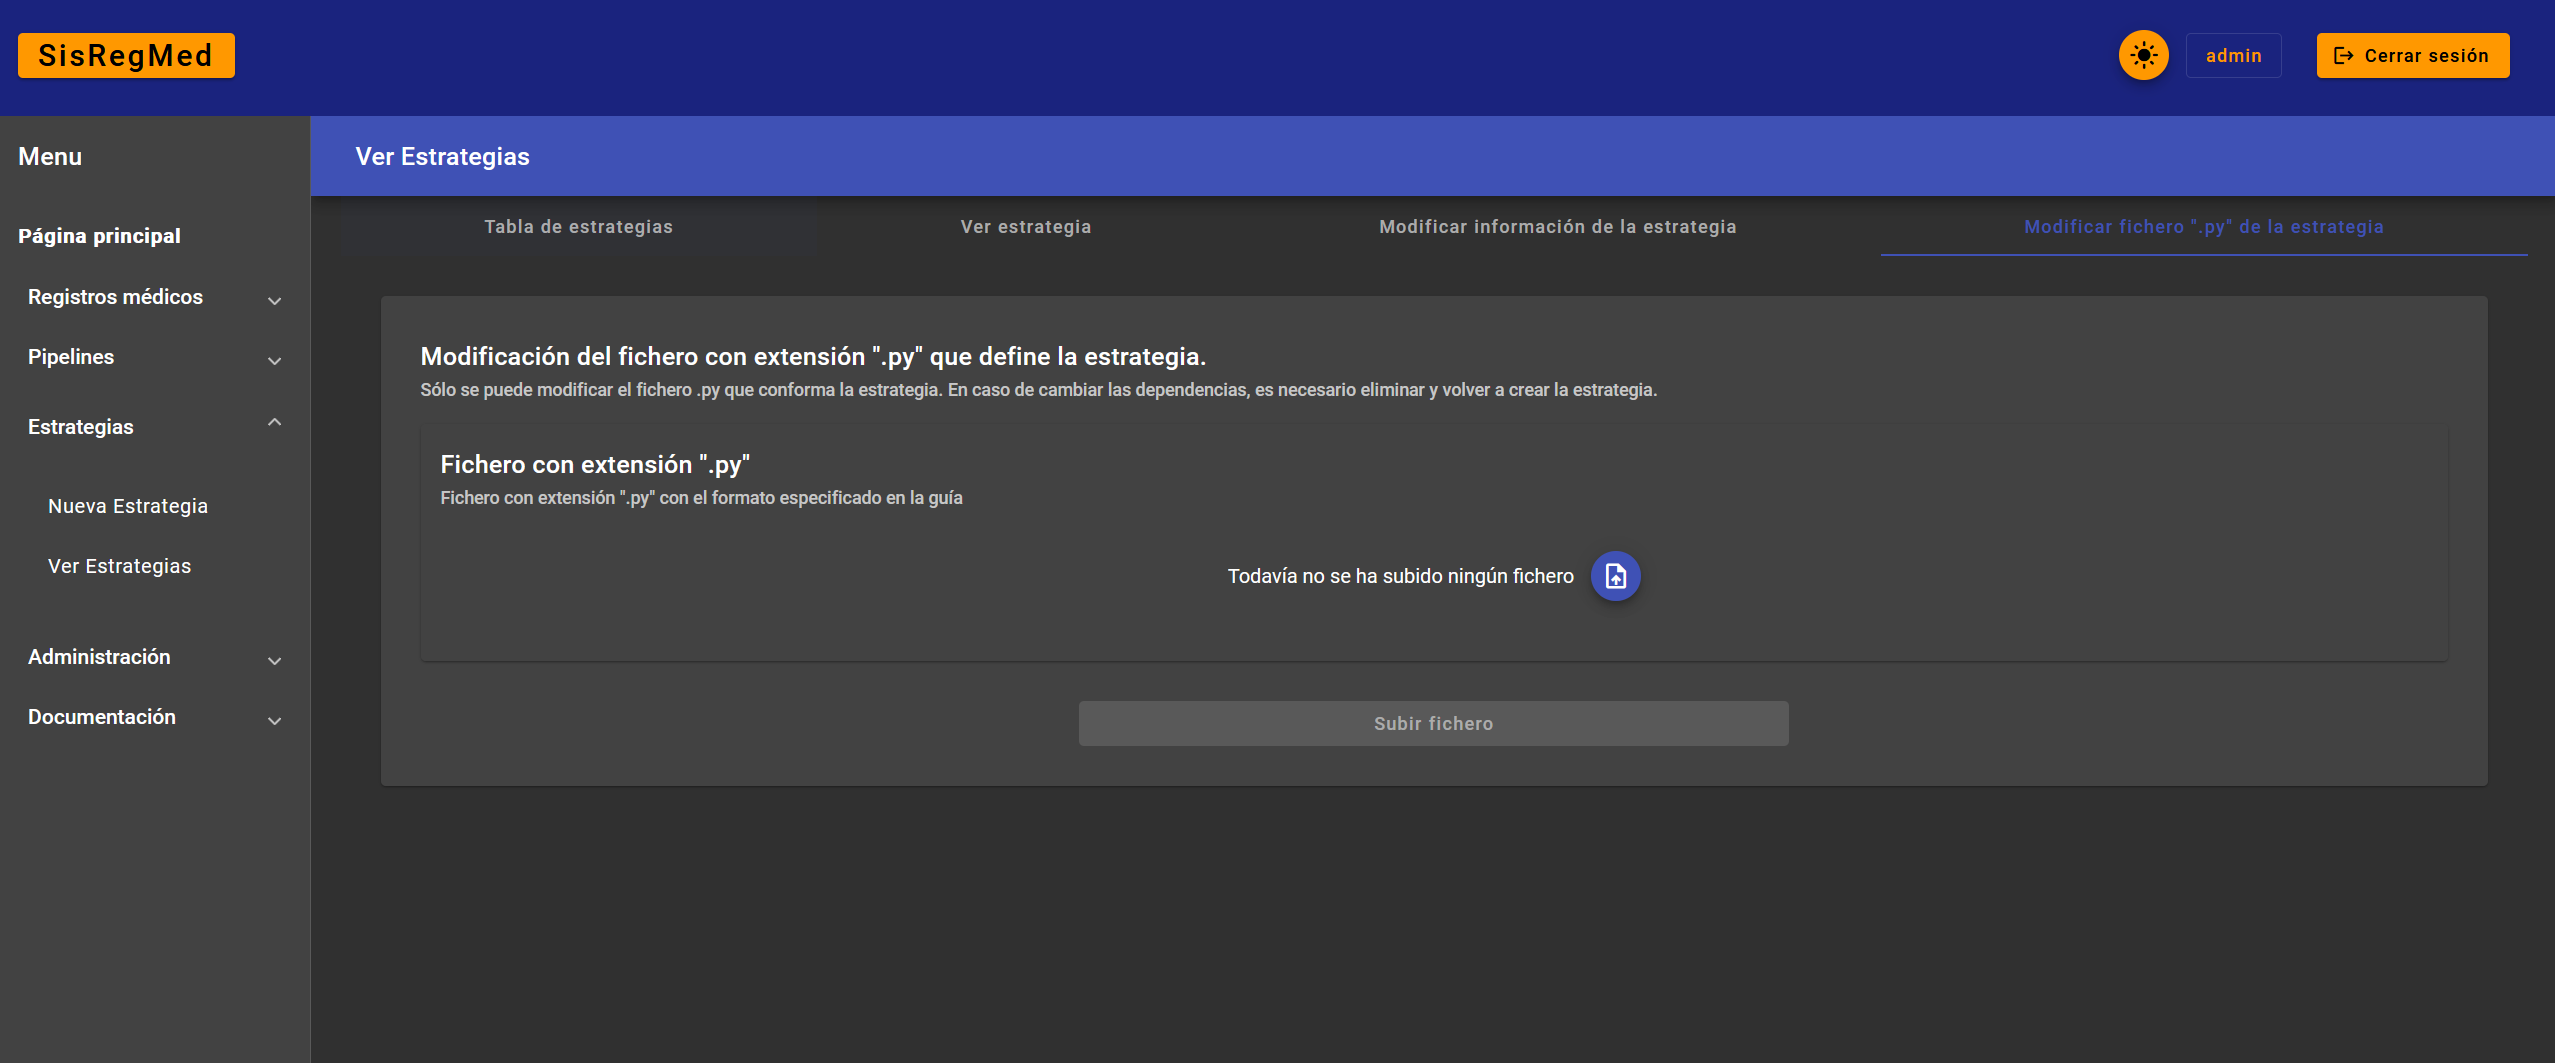 SisRegMed
admin
Cerrar sesión
Menu
Ver Estrategias
Página principal
Registros médicos
Pipelines
Estrategias
Nueva Estrategia
Ver Estrategias
Administración
Documentación
Tabla de estrategias
Ver estrategia
Modificar información de la estrategia
Modificar fichero ".py" de la estrategia
Modificación del fichero con extensión ".py" que define la estrategia.
Sólo se puede modificar el fichero .py que conforma la estrategia. En caso de cambiar las dependencias, es necesario eliminar y volver a crear la estrategia.
Fichero con extensión ".py"
Fichero con extensión ".py" con el formato especificado en la guía
Todavía no se ha subido ningún fichero
Subir fichero